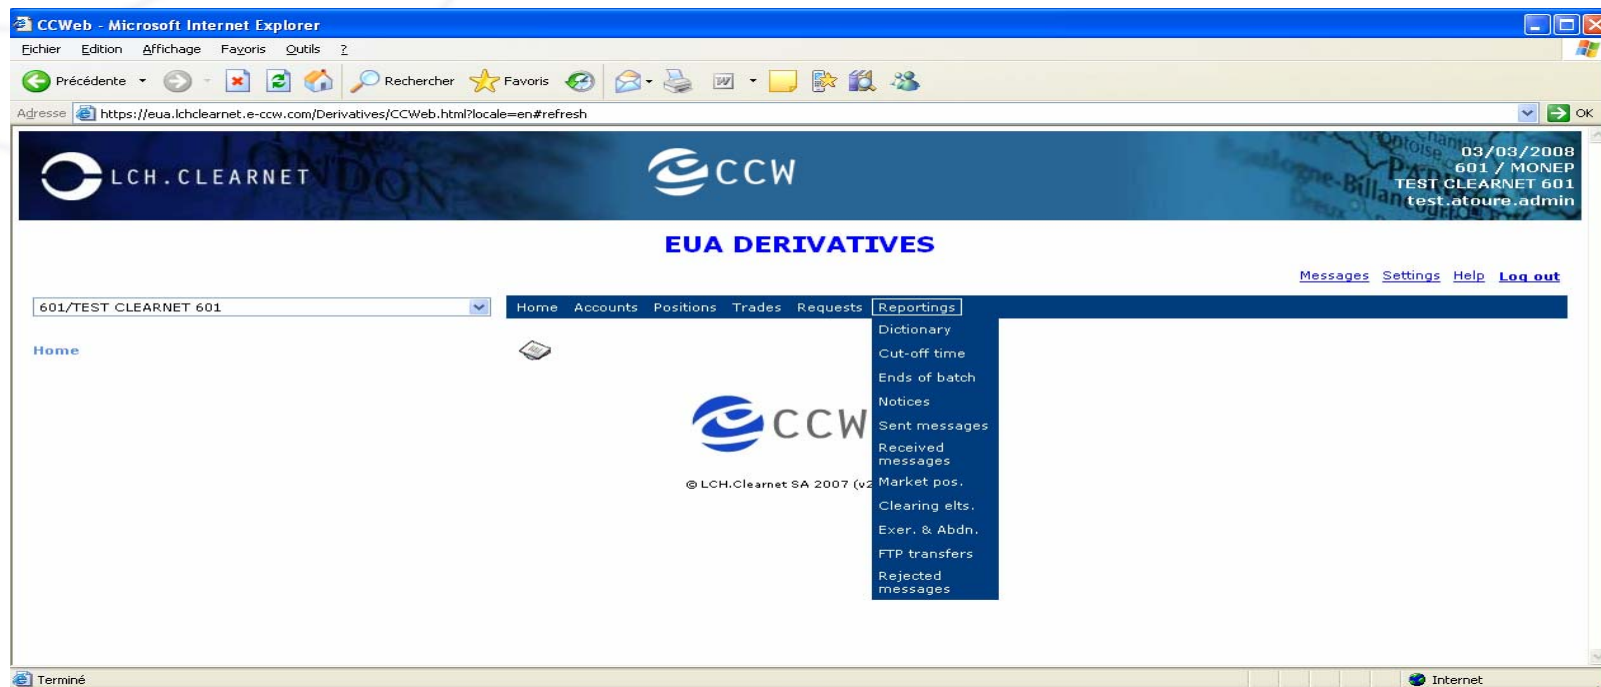 CCWeb - Microsoft Internet Explorer
Eichier Edition Affichage Favoris Outils ?
Précédente Rechercher Favoris
Adresse https://eua.lchclearnet.e-ccw.com/Derivatives/CCWeb.html?locale=en#refresh OK
LCH.CLEARNET
CCW
03/03/2008
601 / MONEP
TEST CLEARNET 601
test.atoure.admin
EUA DERIVATIVES
Messages Settings Help Log out
601/TEST CLEARNET 601
Home Accounts Positions Trades Requests Reportings
Home
Dictionary
Cut-off time
Ends of batch
Notices
Sent messages
Received
messages
Market pos.
Clearing elts.
Exer. & Abdn.
FTP transfers
Rejected
messages
CCW
© LCH.Clearnet SA 2007 (v2
Terminé Internet